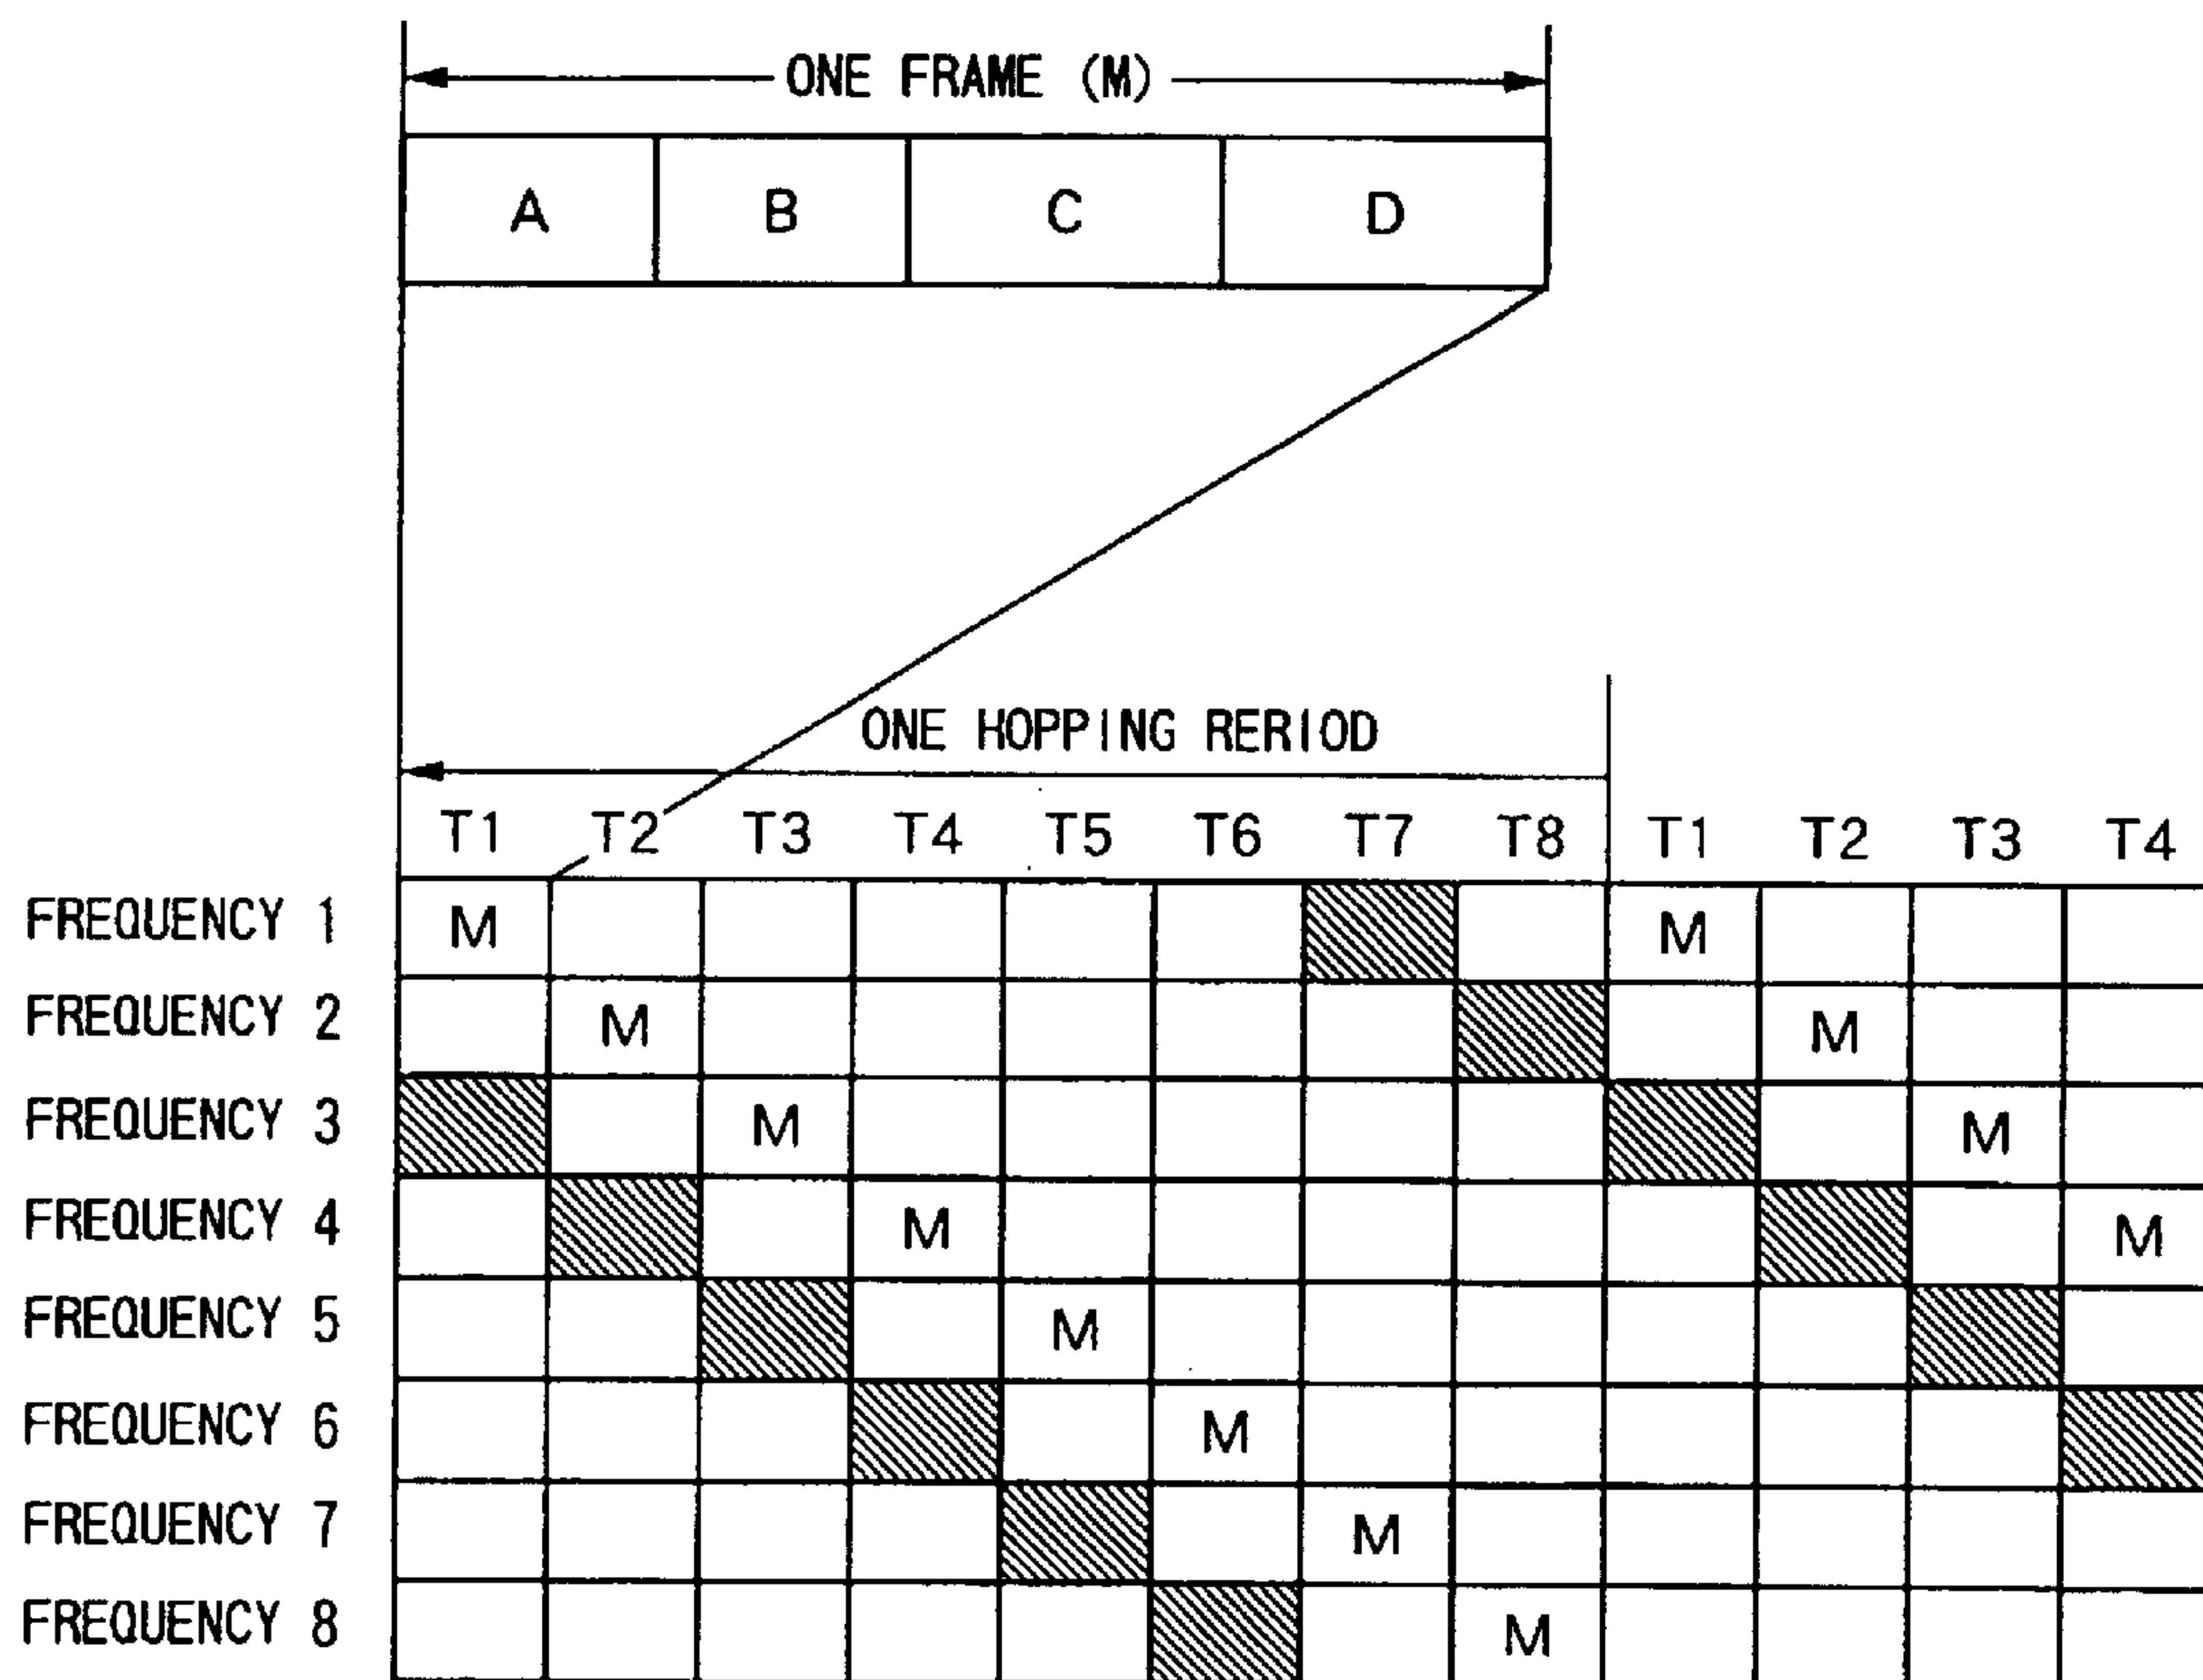 ONE FRAME (M)
A B C D
ONE HOPPING RERIOD
T1 T2 T3 T4 T5 T6 T7 T8 T1 T2 T3 T4
FREQUENCY 1 M M
FREQUENCY 2 M M
FREQUENCY 3 M M
FREQUENCY 4 M M
FREQUENCY 5 M
FREQUENCY 6 M
FREQUENCY 7 M
FREQUENCY 8 M